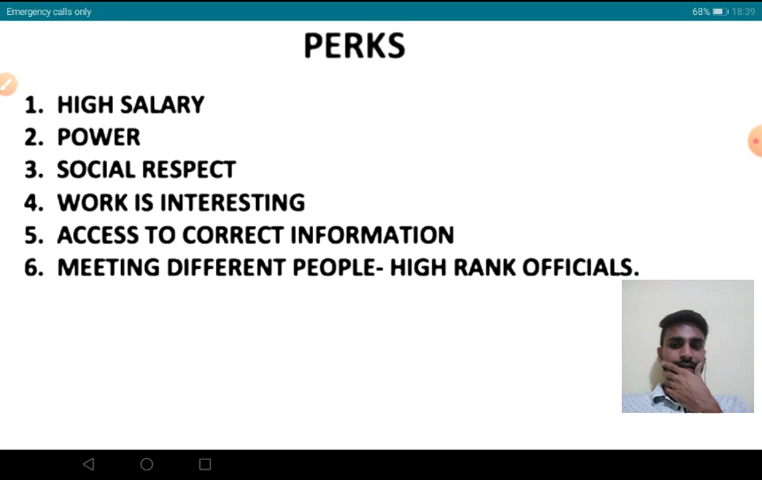 Emergency calls only
68% 18:39
PERKS
1. HIGH SALARY
2. POWER
3. SOCIAL RESPECT
4. WORK IS INTERESTING
5. ACCESS TO CORRECT INFORMATION
6. MEETING DIFFERENT PEOPLE- HIGH RANK OFFICIALS.